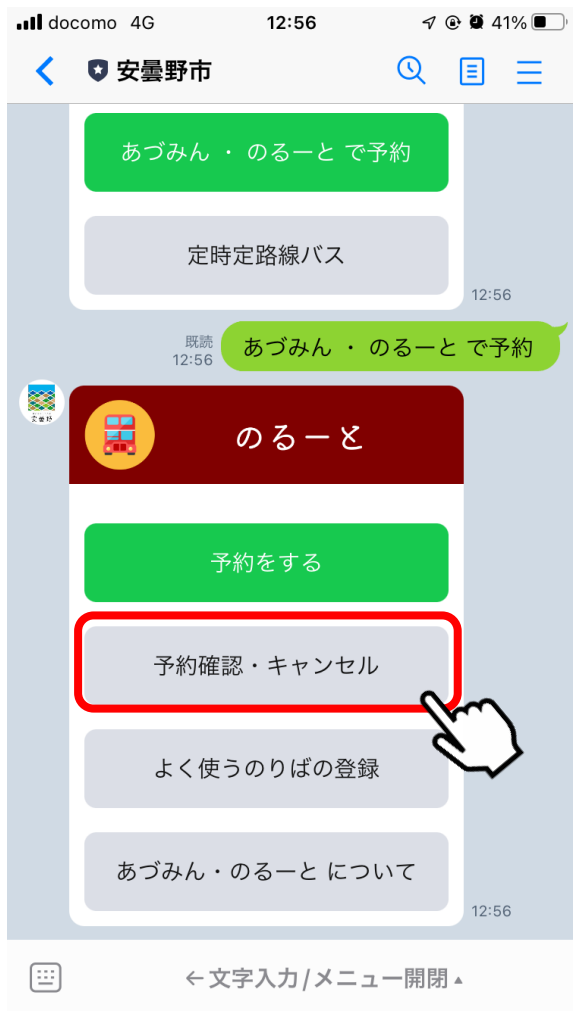 docomo 4G 12:56 41%
安曇野市
あづみん ・ のるーと で予約
定時定路線バス
12:56
既読
12:56
あづみん ・ のるーと で予約
安曇野
のるーと
予約をする
予約確認・キャンセル
よく使うのりばの登録
あづみん・のるーと について
12:56
←文字入力/メニュー開閉▲